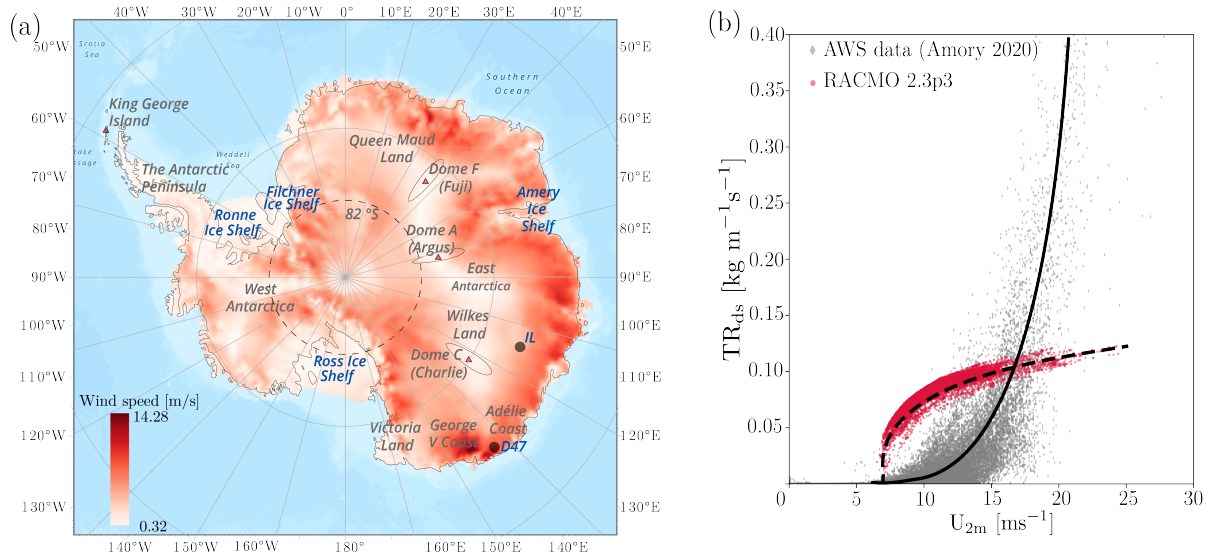 (a)
40°W 30°W 20°W 10°W 0° 10°E 20°E 30°E 40°E
50°W
50°E
Scotia
Sea
Southern
Ocean
King George
Island
60°W
60°E
Queen Maud
Land
Weddell
Sea
The Antarctic
Peninsula
Dome F
(Fuji)
70°W
70°E
Filchner
Ice Shelf
Amery
Ice
Shelf
Ronne
Ice Shelf
82 °S
80°W
80°E
Dome A
(Argus)
90°W
90°E
East
Antarctica
West
Antarctica
Wilkes
Land
100°W
100°E
IL
Dome C
(Charlie)
Ross Ice
Shelf
110°W
110°E
Wind speed [m/s]
14.28
0.32
Adélie
Coast
George
V Coast
Victoria
Land
D47
120°W
120°E
130°W
130°E
140°W 150°W 160°W 180° 160°E 150°E 140°E
(b)
AWS data (Amory 2020)
RACMO 2.3p3
0.40
0.35
0.30
0.25
0.20
0.15
0.10
0.05
TRds [kg m−1s−1]
0 5 10 15 20 25 30
U2m [ms−1]